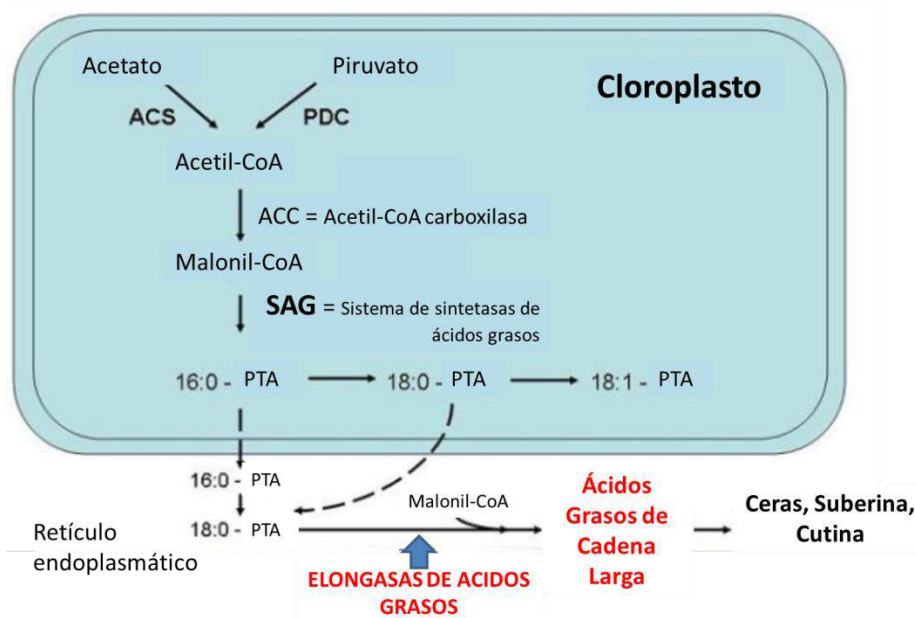 Acetato
Piruvato
Cloroplasto
ACS
PDC
Acetil-CoA
ACC = Acetil-CoA carboxilasa
Malonil-CoA
SAG = Sistema de sintetasas de
ácidos grasos
16:0 - PTA
18:0 - PTA
18:1 - PTA
16:0 - PTA
Malonil-CoA
Ácidos
Grasos de
Cadena
Larga
Ceras, Suberina,
Cutina
18:0 - PTA
Retículo
endoplasmático
ELONGASAS DE ACIDOS
GRASOS